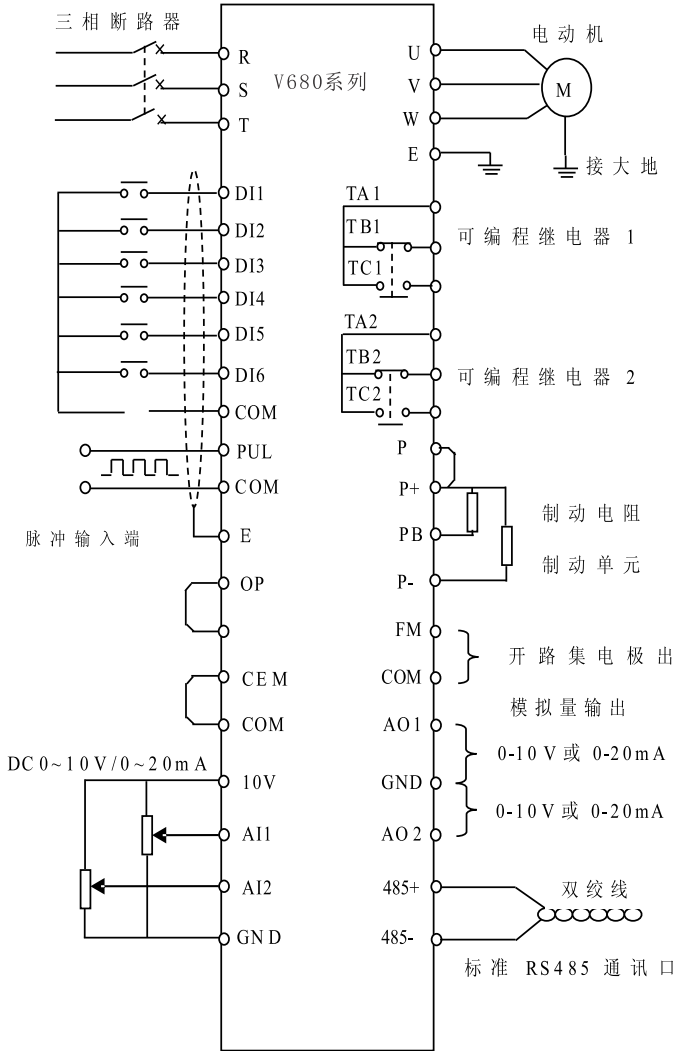 三相断路器
R
S
T
V680系列
U
V
W
E
电动机
M
接大地
DI1
DI2
DI3
DI4
DI5
DI6
COM
PUL
COM
脉冲输入端
E
OP
CEM
COM
DC0~10V/0~20mA
10V
AI1
AI2
GND
TA1
TB1
TC1
可编程继电器 1
TA2
TB2
TC2
可编程继电器 2
P
P+
PB
P-
制动电阻
制动单元
FM
COM
开路集电极出
模拟量输出
AO1
0-10V或 0-20mA
GND
0-10V或 0-20mA
AO2
485+
485-
双绞线
标准 RS485 通讯口